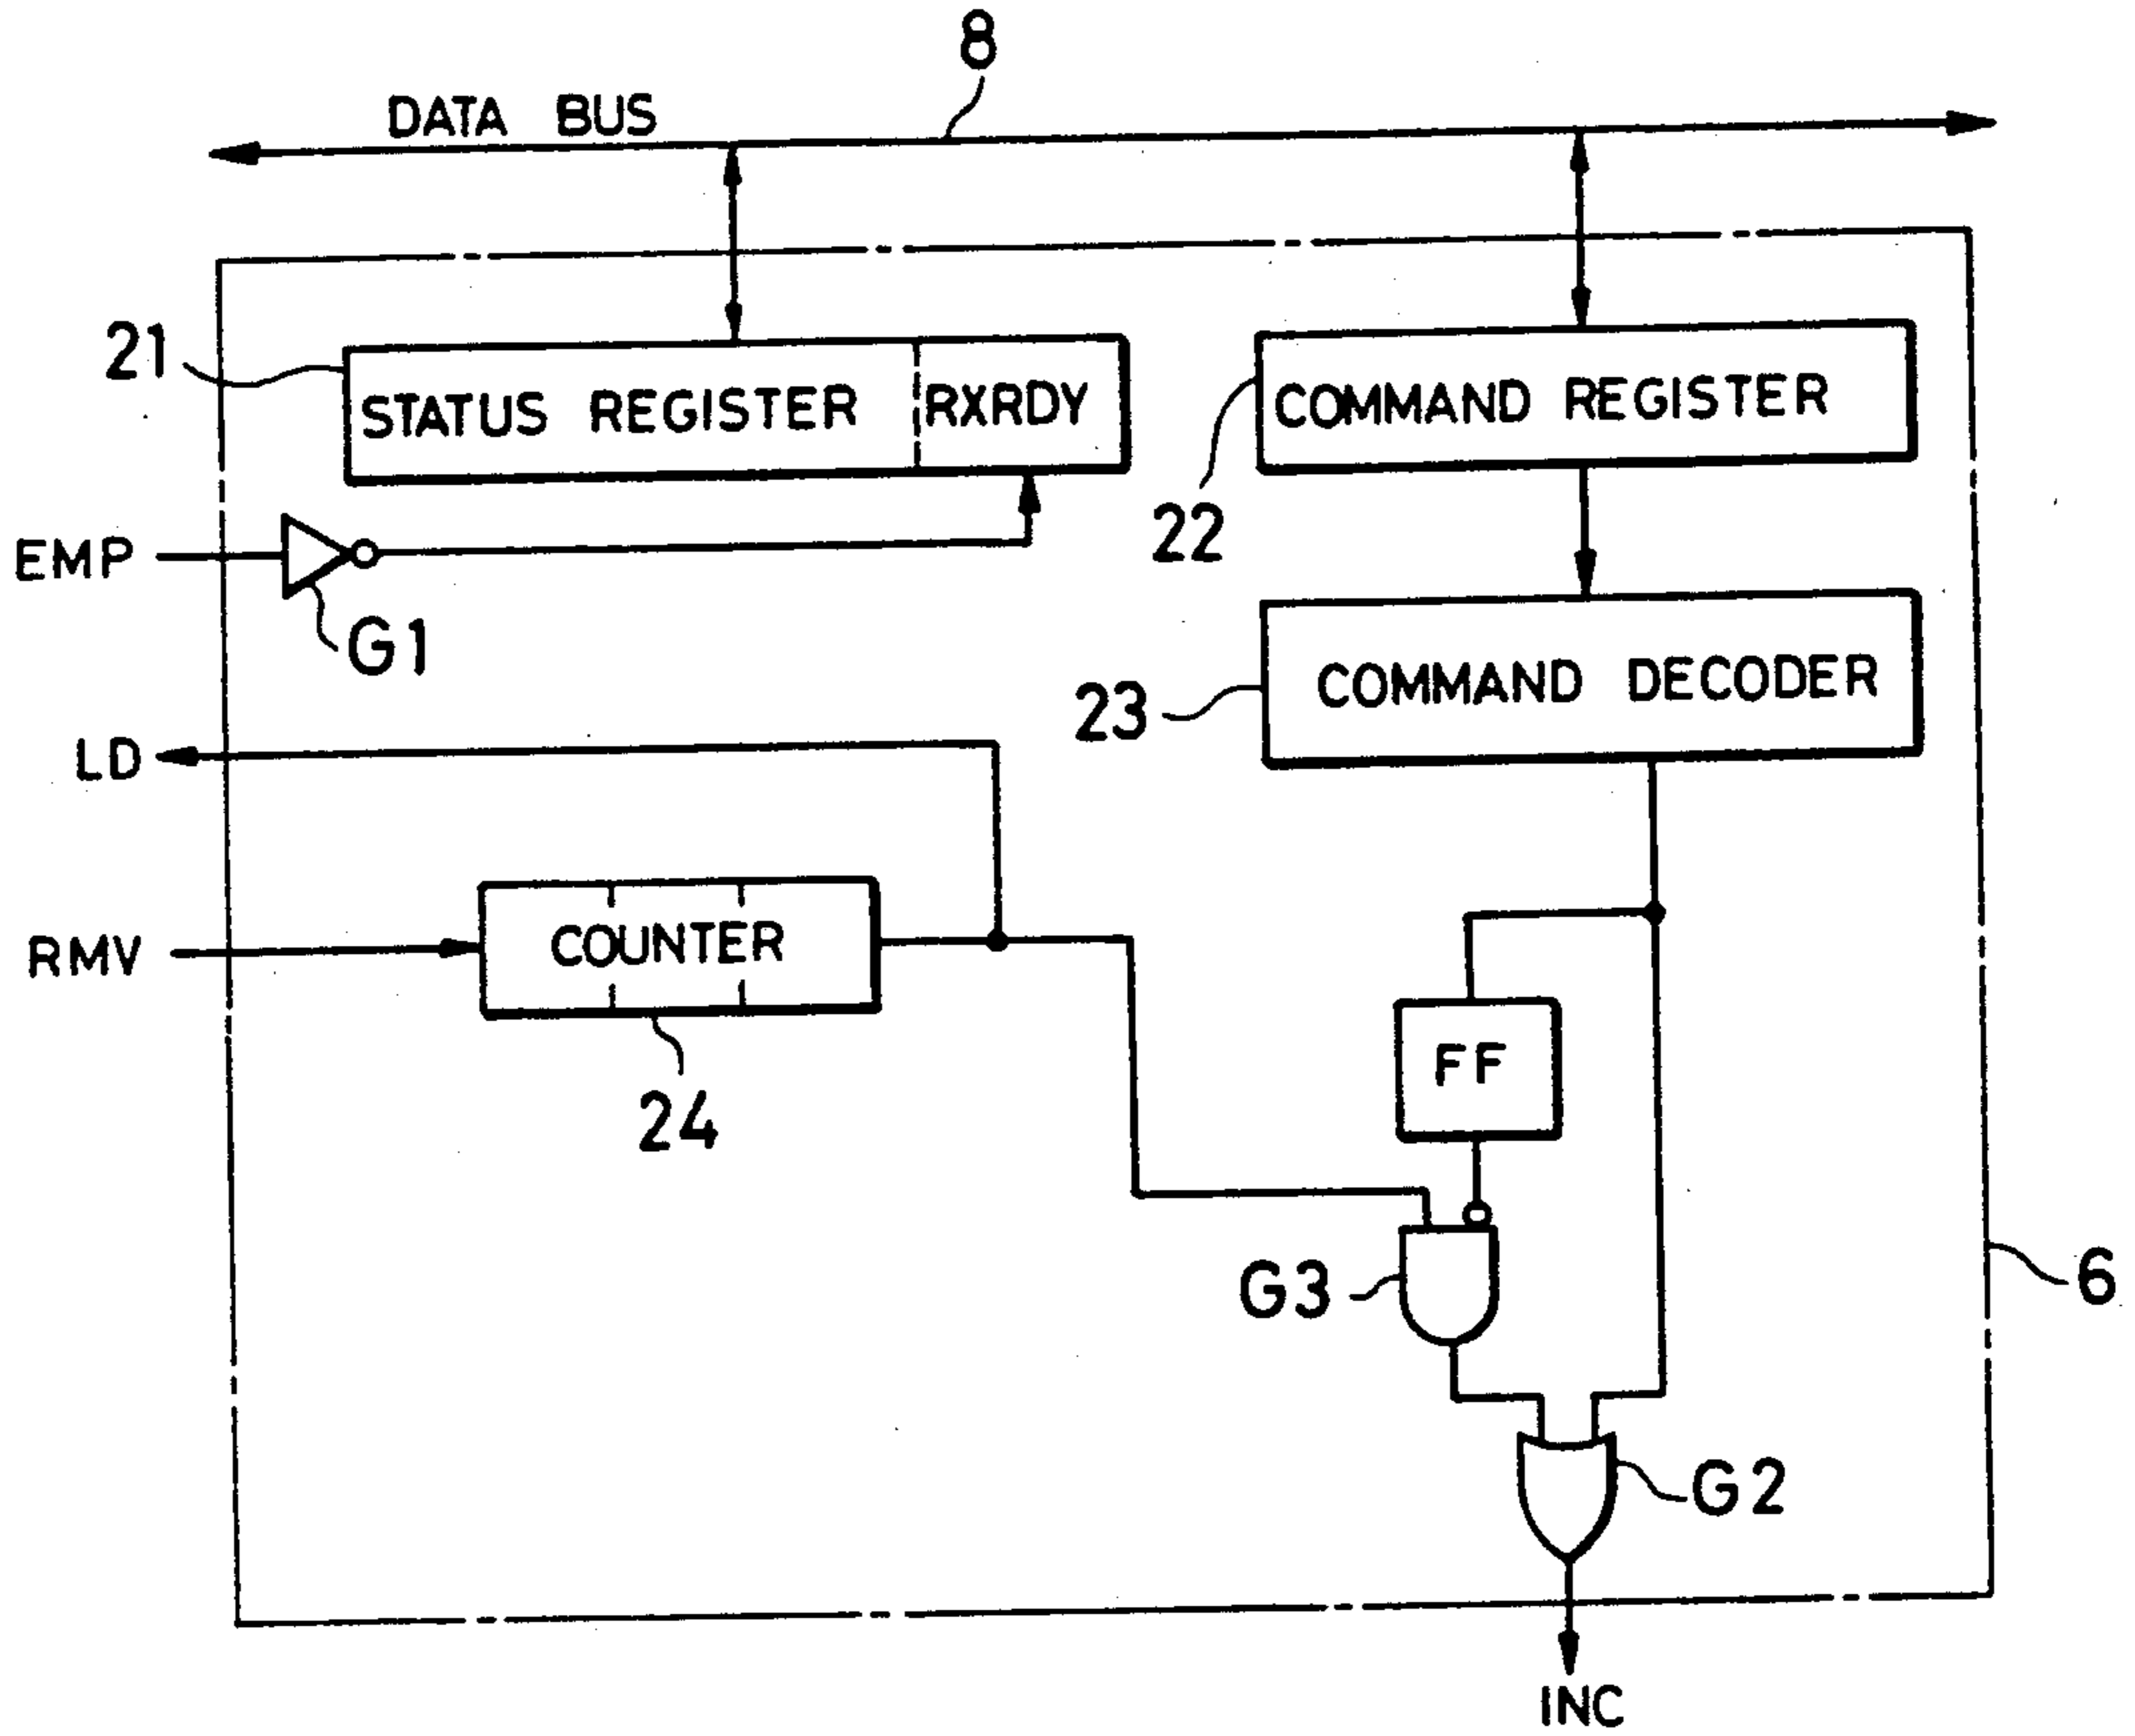 8
DATA BUS
21
STATUS REGISTER RXRDY
COMMAND REGISTER
22
EMP
G1
COMMAND DECODER
23
LD
COUNTER
RMV
24
FF
G3
6
G2
INC